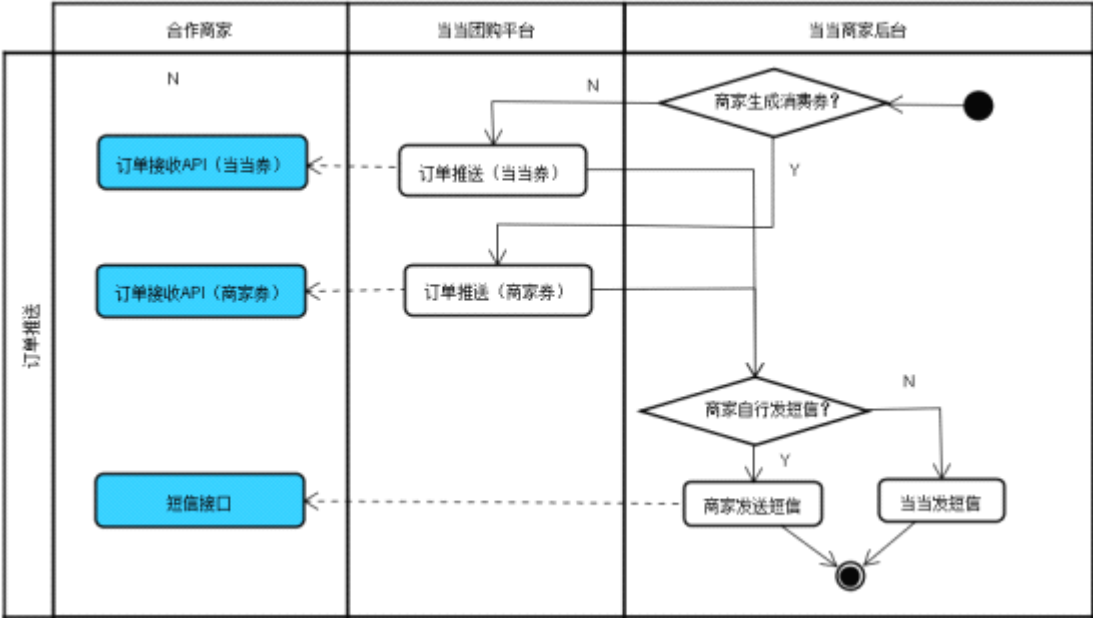 合作商家
当当团购平台
当当商家后台
N
N
商家生成消费券?
订单接收API（当当券）
订单推送（当当券）
Y
订单接收API（商家券）
订单推送（商家券）
订单推送
商家自行发短信?
N
Y
短信接口
商家发送短信
当当发短信